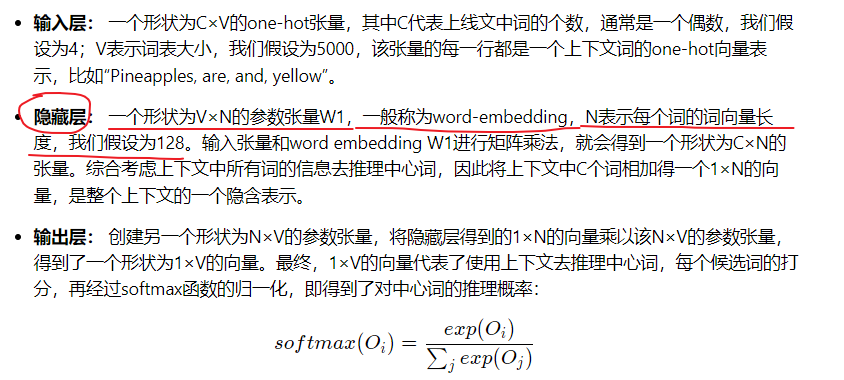 • 输入层： 一个形状为C×V的one-hot张量，其中C代表上线文中词的个数，通常是一个偶数，我们假
设为4；V表示词表大小，我们假设为5000，该张量的每一行都是一个上下文词的one-hot向量表
示，比如“Pineapples, are, and, yellow”。
• 隐藏层： 一个形状为V×N的参数张量W1，一般称为word-embedding，N表示每个词的词向量长
度，我们假设为128。输入张量和word embedding W1进行矩阵乘法，就会得到一个形状为C×N的
张量。综合考虑上下文中所有词的信息去推理中心词，因此将上下文中C个词相加得一个1×N的向
量，是整个上下文的一个隐含表示。
• 输出层： 创建另一个形状为N×V的参数张量，将隐藏层得到的1×N的向量乘以该N×V的参数张量，
得到了一个形状为1×V的向量。最终，1×V的向量代表了使用上下文去推理中心词，每个候选词的打
分，再经过softmax函数的归一化，即得到了对中心词的推理概率：
softmax(O_i) = exp(O_i) / ∑_j exp(O_j)